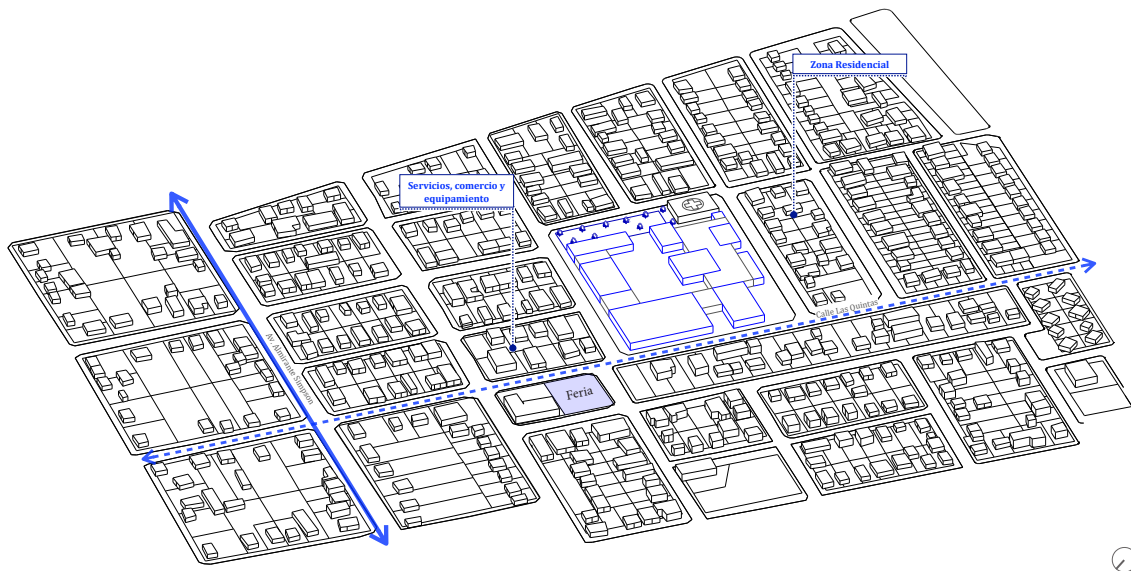 Zona Residencial
Servicios, comercio y
equipamiento
Calle Las Quintas
Av. Almirante Simpson
Feria